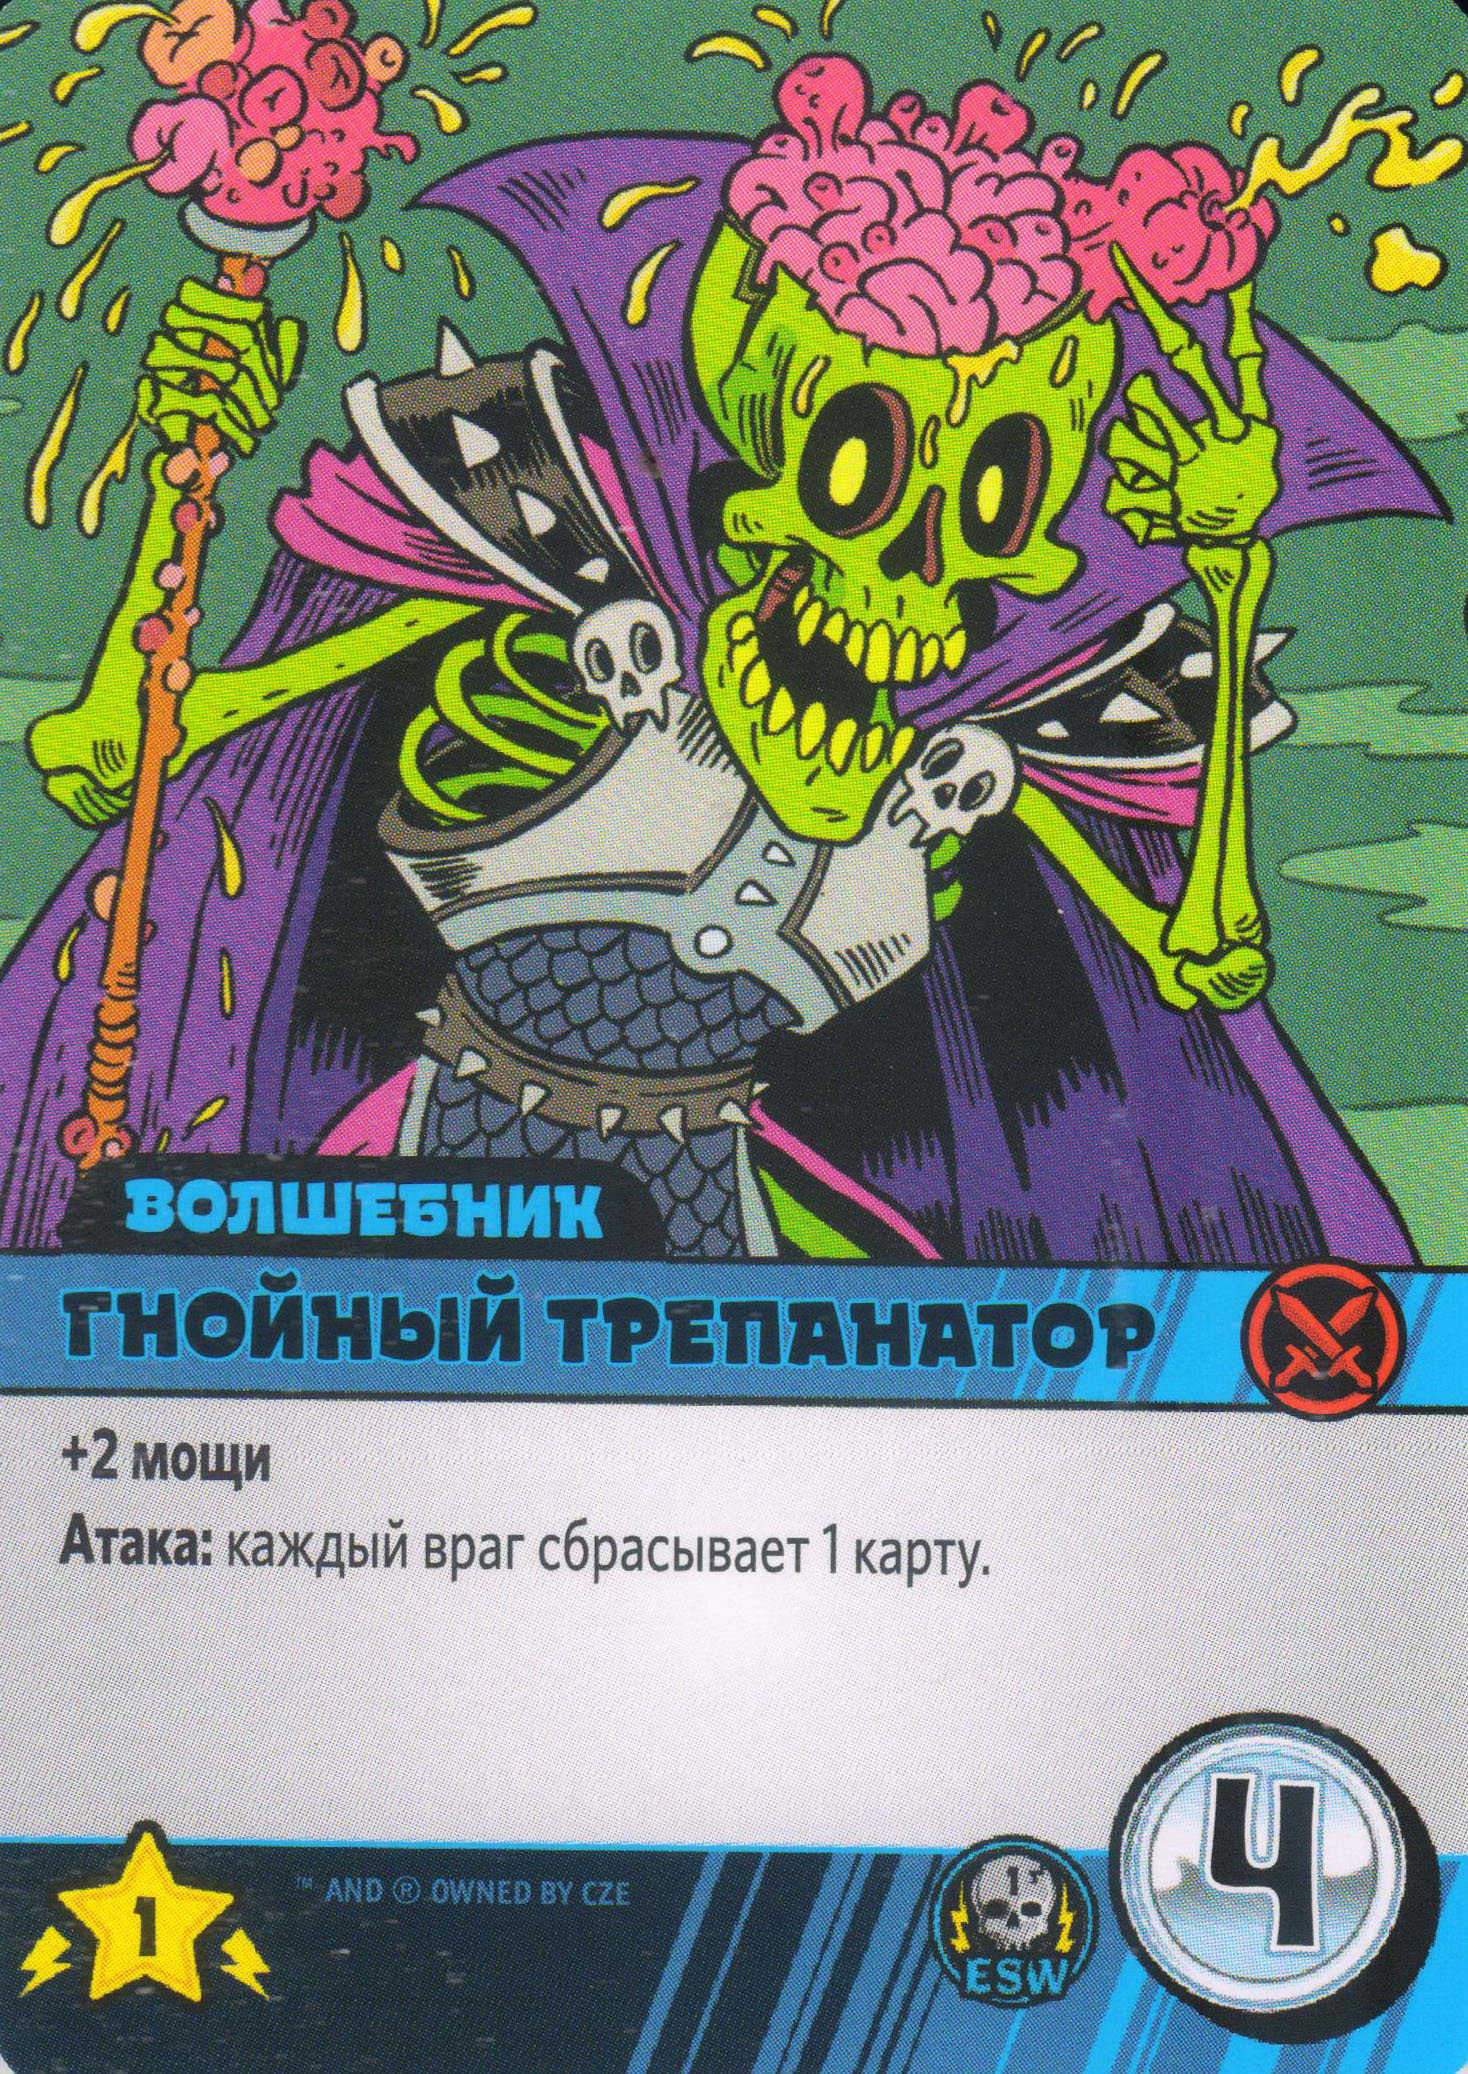 ВОЛШЕБНИК
ГНОЙНЫЙ ТРЕПАНАТОР
+2 мощи
Атака: каждый враг сбрасывает 1 карту.
4
1
™ AND ® OWNED BY CZE
ESW